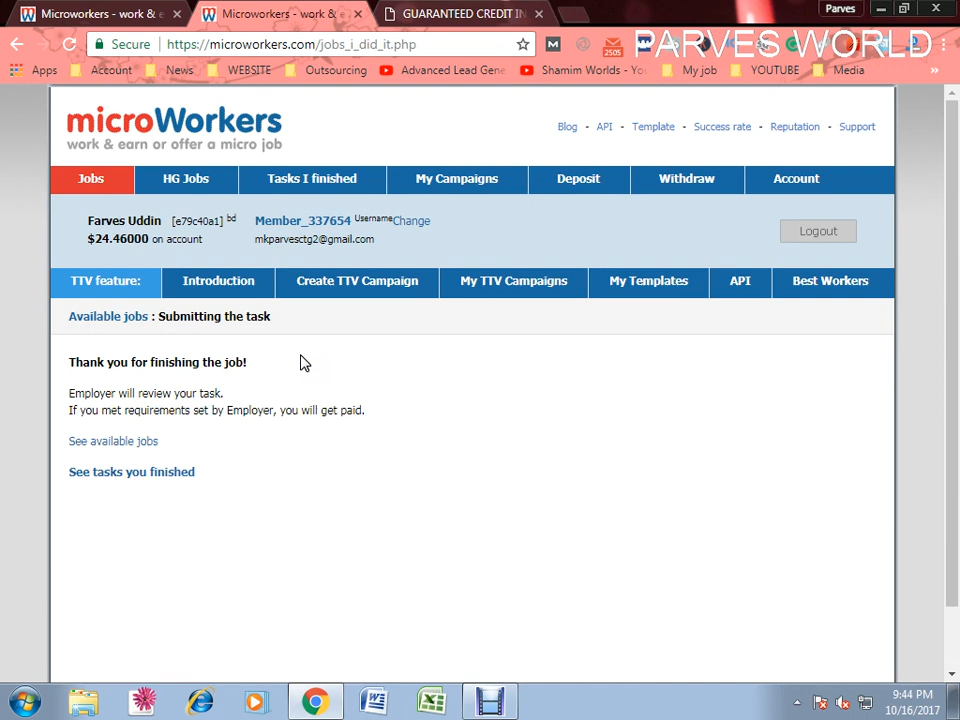 Microworkers - work & e
Microworkers - work & e
GUARANTEED CREDIT IN
Parves
Secure
https://microworkers.com/jobs_i_did_it.php
2505
PARVES WORLD
Apps
Account
News
WEBSITE
Outsourcing
Advanced Lead Gene
Shamim Worlds - You
My job
YOUTUBE
Media
microWorkers
work & earn or offer a micro job
Blog - API - Template - Success rate - Reputation - Support
Jobs
HG Jobs
Tasks I finished
My Campaigns
Deposit
Withdraw
Account
Farves Uddin [e79c40a1] bd
Member_337654 UsernameChange
$24.46000 on account
mkparvesctg2@gmail.com
Logout
TTV feature:
Introduction
Create TTV Campaign
My TTV Campaigns
My Templates
API
Best Workers
Available jobs : Submitting the task
Thank you for finishing the job!
Employer will review your task.
If you met requirements set by Employer, you will get paid.
See available jobs
See tasks you finished
9:44 PM
10/16/2017